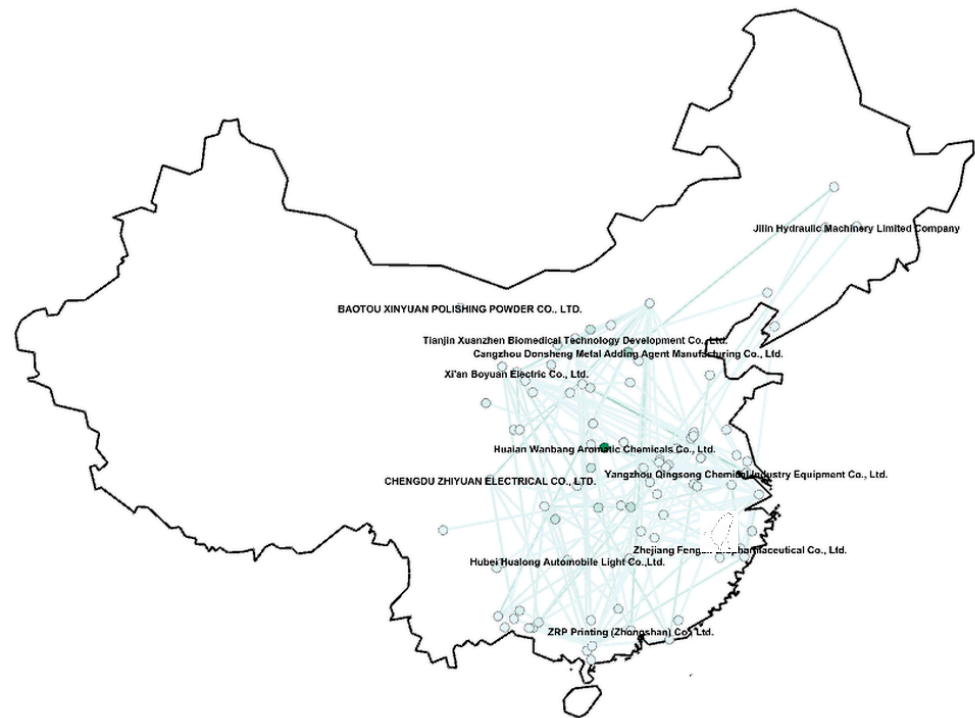 Jilin Hydraulic Machinery Limited Company
BAOTOU XINYUAN POLISHING POWDER CO., LTD.
Tianjin Xuanzhen Biomedical Technology Development Co., Ltd.
Cangzhou Donsheng Metal Adding Agent Manufacturing Co., Ltd.
Xi'an Boyuan Electric Co., Ltd.
Huaian Wanbang Aromatic Chemicals Co., Ltd.
Yangzhou Qingsong Chemical Industry Equipment Co., Ltd.
CHENGDU ZHIYUAN ELECTRICAL CO., LTD.
Zhejiang Co., Ltd.
Hubei Hualong Automobile Light Co.,Ltd.
ZRP Printing (Zhongshan) Co., Ltd.